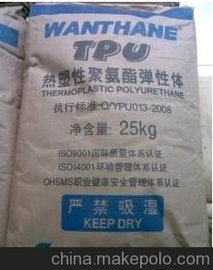 WANTHANE
TPU
热塑性聚氨酯弹性体
THERMOPLASTIC POLYURETHANE
执行标准:Q/YPU013-2008
净含量: 25kg
ISO9001国际质量体系认证
ISO14001环境管理体系认证
OHSMS职业健康安全管理体系认证
严禁吸湿
KEEP DRY
china.makepolo.com